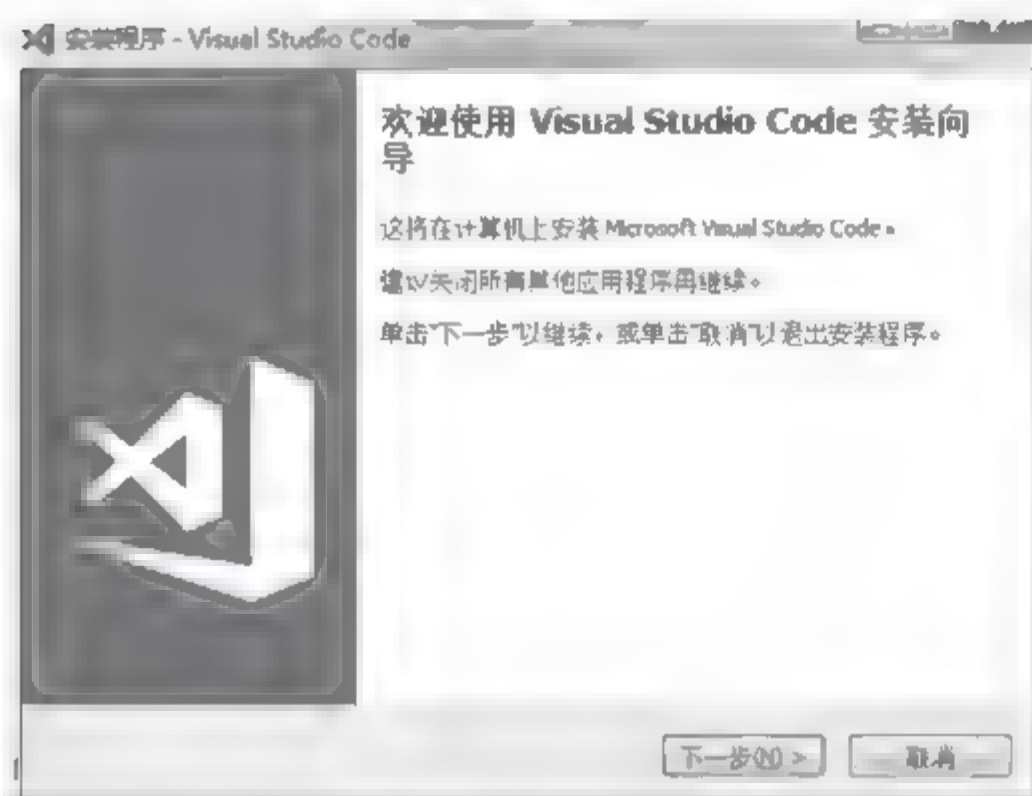 安装程序 - Visual Studio Code
欢迎使用 Visual Studio Code 安装向
导
这将在计算机上安装 Microsoft Visual Studio Code。
建议关闭所有其他应用程序再继续。
单击"下一步"以继续，或单击"取消"以退出安装程序。
下一步(N) >
取消